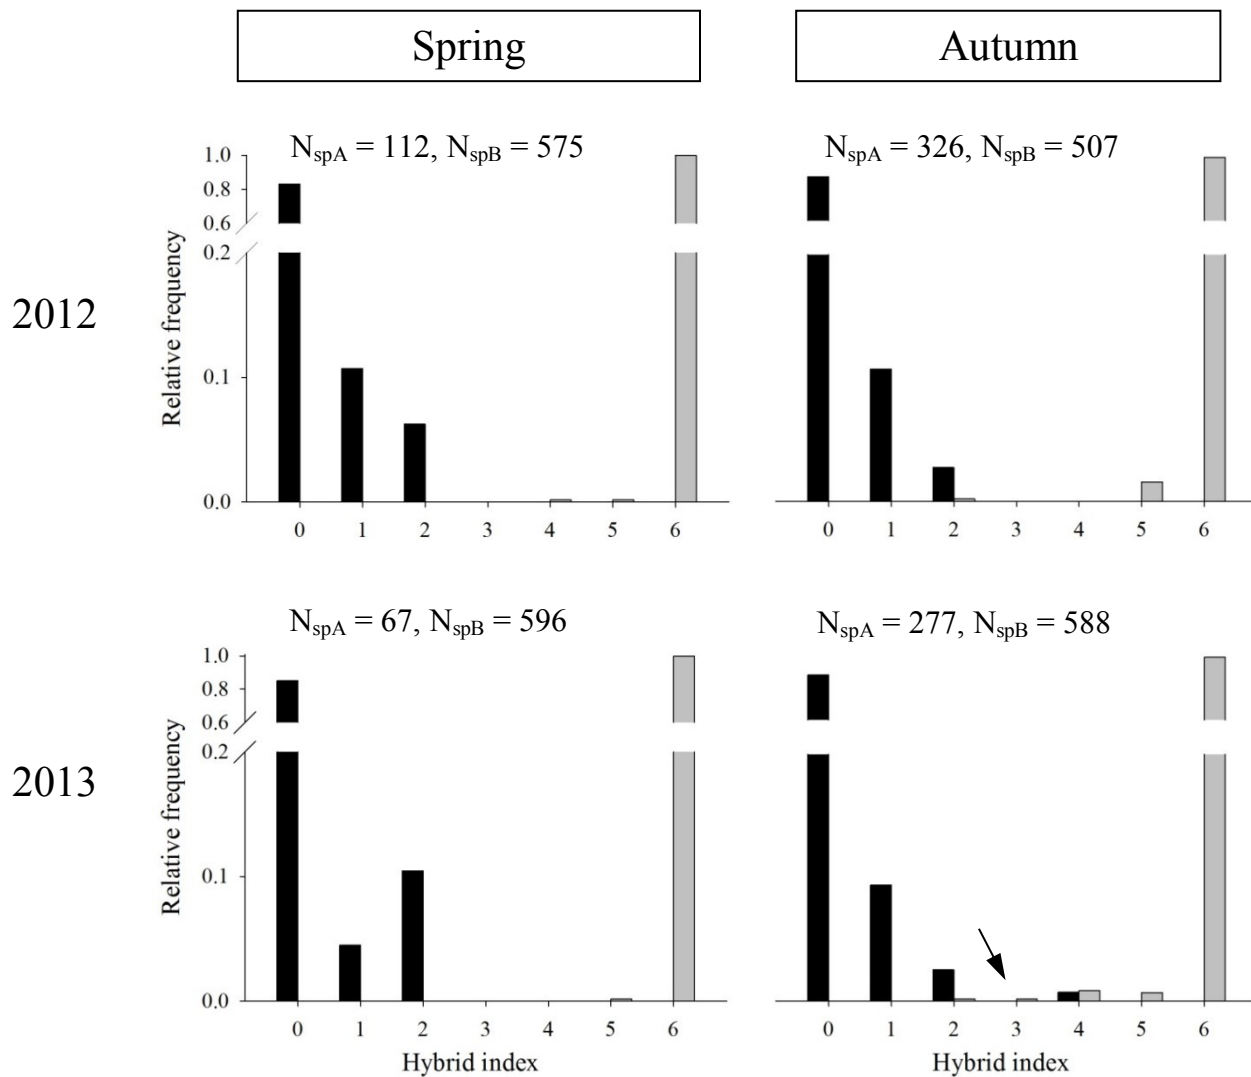 Spring Autumn
N_spA = 112, N_spB = 575 N_spA = 326, N_spB = 507
2012
Relative frequency
1.0
0.8
0.6
0.2
0.1
0.0
0 1 2 3 4 5 6 0 1 2 3 4 5 6
N_spA = 67, N_spB = 596 N_spA = 277, N_spB = 588
2013
Relative frequency
1.0
0.8
0.6
0.2
0.1
0.0
0 1 2 3 4 5 6 0 1 2 3 4 5 6
Hybrid index Hybrid index